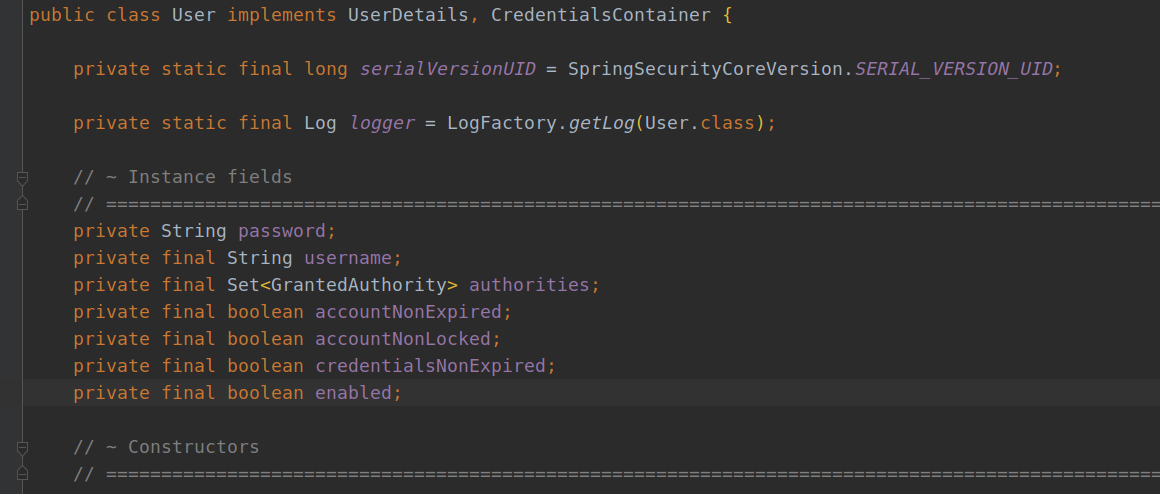 public class User implements UserDetails, CredentialsContainer {
private static final long serialVersionUID = SpringSecurityCoreVersion.SERIAL_VERSION_UID;
private static final Log logger = LogFactory.getLog(User.class);
// ~ Instance fields
// ================================================================================================
private String password;
private final String username;
private final Set<GrantedAuthority> authorities;
private final boolean accountNonExpired;
private final boolean accountNonLocked;
private final boolean credentialsNonExpired;
private final boolean enabled;
// ~ Constructors
// ================================================================================================